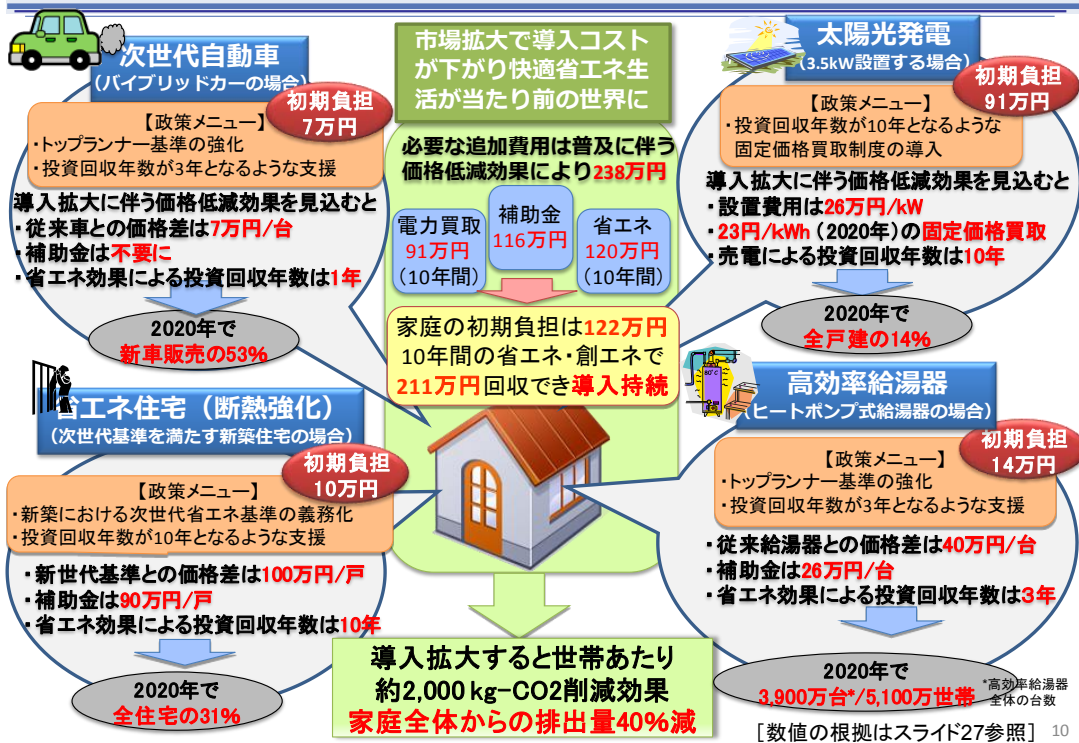 次世代自動車
(バイブリッドカーの場合)
初期負担
7万円
【政策メニュー】
・トップランナー基準の強化
・投資回収年数が3年となるような支援
導入拡大に伴う価格低減効果を見込むと
・従来車との価格差は7万円/台
・補助金は不要に
・省エネ効果による投資回収年数は1年
2020年で
新車販売の53%
市場拡大で導入コスト
が下がり快適省エネ生
活が当たり前の世界に
必要な追加費用は普及に伴う
価格低減効果により238万円
電力買取
91万円
(10年間)
補助金
116万円
省エネ
120万円
(10年間)
家庭の初期負担は122万円
10年間の省エネ・創エネで
211万円回収でき導入持続
太陽光発電
(3.5kW設置する場合)
初期負担
91万円
【政策メニュー】
・投資回収年数が10年となるような
固定価格買取制度の導入
導入拡大に伴う価格低減効果を見込むと
・設置費用は26万円/kW
・23円/kWh (2020年)の固定価格買取
・売電による投資回収年数は10年
2020年で
全戸建の14%
省エネ住宅(断熱強化)
(次世代基準を満たす新築住宅の場合)
初期負担
10万円
【政策メニュー】
・新築における次世代省エネ基準の義務化
・投資回収年数が10年となるような支援
・新世代基準との価格差は100万円/戸
・補助金は90万円/戸
・省エネ効果による投資回収年数は10年
2020年で
全住宅の31%
導入拡大すると世帯あたり
約2,000 kg-CO2削減効果
家庭全体からの排出量40%減
80°C
高効率給湯器
(ヒートポンプ式給湯器の場合)
初期負担
14万円
【政策メニュー】
・トップランナー基準の強化
・投資回収年数が3年となるような支援
・従来給湯器との価格差は40万円/台
・補助金は26万円/台
・省エネ効果による投資回収年数は3年
2020年で
3,900万台*/5,100万世帯
*高効率給湯器
全体の台数
[数値の根拠はスライド27参照]
10